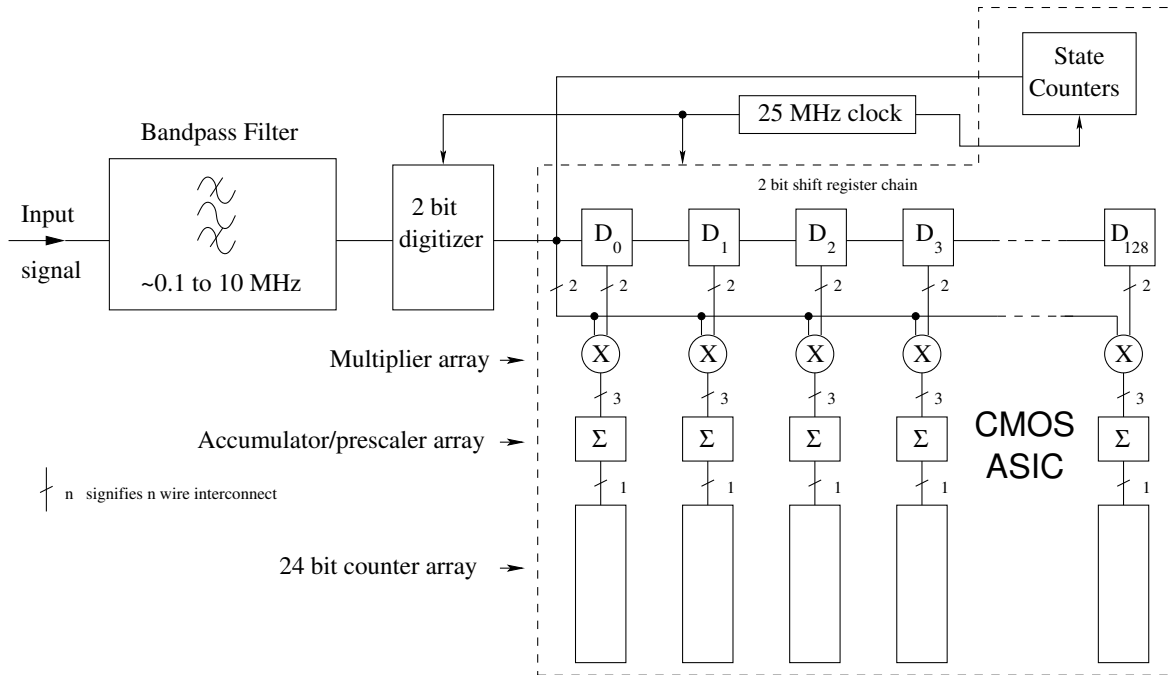 State
Counters
25 MHz clock
Bandpass Filter
2 bit shift register chain
Input
signal
2 bit
digitizer
~0.1 to 10 MHz
D0
D1
D2
D3
D128
2
2
2
2
2
2
Multiplier array
X
X
X
X
X
3
3
3
3
3
Accumulator/prescaler array
Σ
Σ
Σ
Σ
Σ
CMOS
ASIC
n signifies n wire interconnect
1
1
1
1
1
24 bit counter array